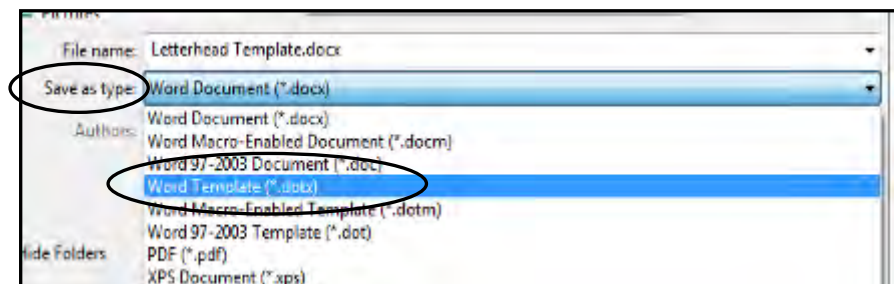 Pictures
File name: Letterhead Template.docx
Save as type: Word Document (*.docx)
Word Document (*.docx)
Authors:
Word Macro-Enabled Document (*.docm)
Word 97-2003 Document (*.doc)
Word Template (*.dotx)
Word Macro-Enabled Template (*.dotm)
Word 97-2003 Template (*.dot)
Hide Folders
PDF (*.pdf)
XPS Document (*.xps)